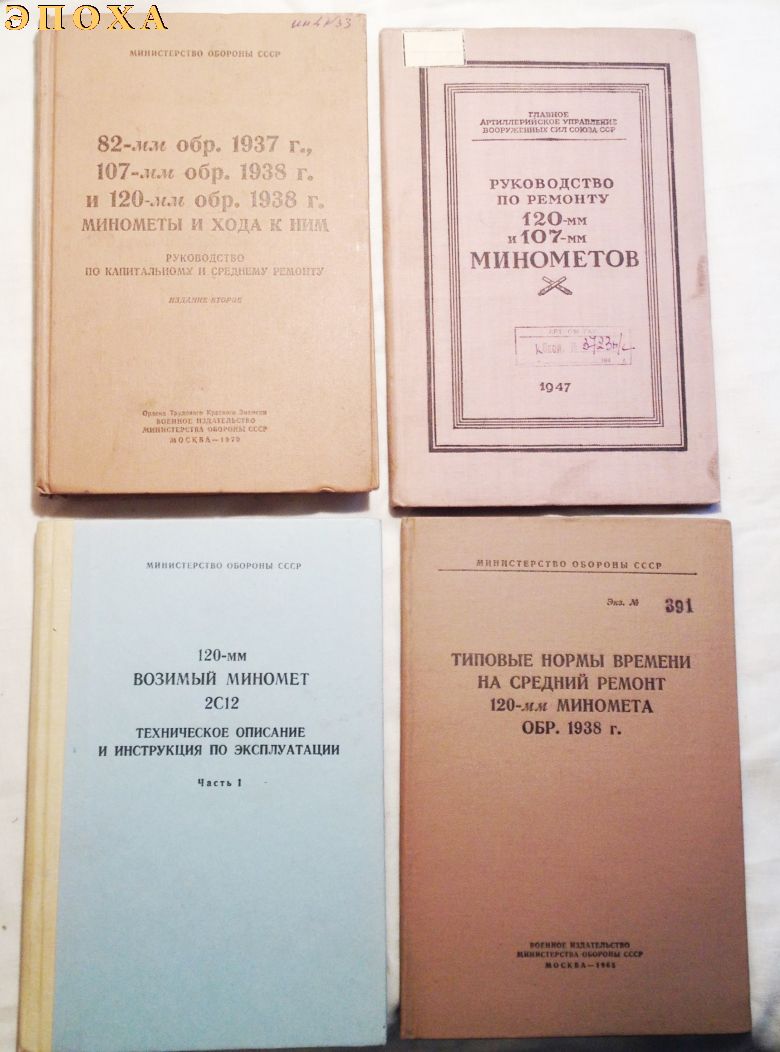 ЭПОХА
инв №33
МИНИСТЕРСТВО ОБОРОНЫ СССР
82-мм обр. 1937 г.,
107-мм обр. 1938 г.
и 120-мм обр. 1938 г.
МИНОМЕТЫ И ХОДА К НИМ
РУКОВОДСТВО
ПО КАПИТАЛЬНОМУ И СРЕДНЕМУ РЕМОНТУ
ИЗДАНИЕ ВТОРОЕ
Ордена Трудового Красного Знамени
ВОЕННОЕ ИЗДАТЕЛЬСТВО
МИНИСТЕРСТВА ОБОРОНЫ СССР
МОСКВА—1970
ГЛАВНОЕ
АРТИЛЛЕРИЙСКОЕ УПРАВЛЕНИЕ
ВООРУЖЕННЫХ СИЛ СОЮЗА ССР
РУКОВОДСТВО
ПО РЕМОНТУ
120-мм
и 107-мм
МИНОМЕТОВ
3723н/с
1947
МИНИСТЕРСТВО ОБОРОНЫ СССР
120-мм
ВОЗИМЫЙ МИНОМЕТ
2С12
ТЕХНИЧЕСКОЕ ОПИСАНИЕ
И ИНСТРУКЦИЯ ПО ЭКСПЛУАТАЦИИ
Часть 1
МИНИСТЕРСТВО ОБОРОНЫ СССР
Экз. № 391
ТИПОВЫЕ НОРМЫ ВРЕМЕНИ
НА СРЕДНИЙ РЕМОНТ
120-мм МИНОМЕТА
ОБР. 1938 г.
ВОЕННОЕ ИЗДАТЕЛЬСТВО
МИНИСТЕРСТВА ОБОРОНЫ СССР
МОСКВА—1965